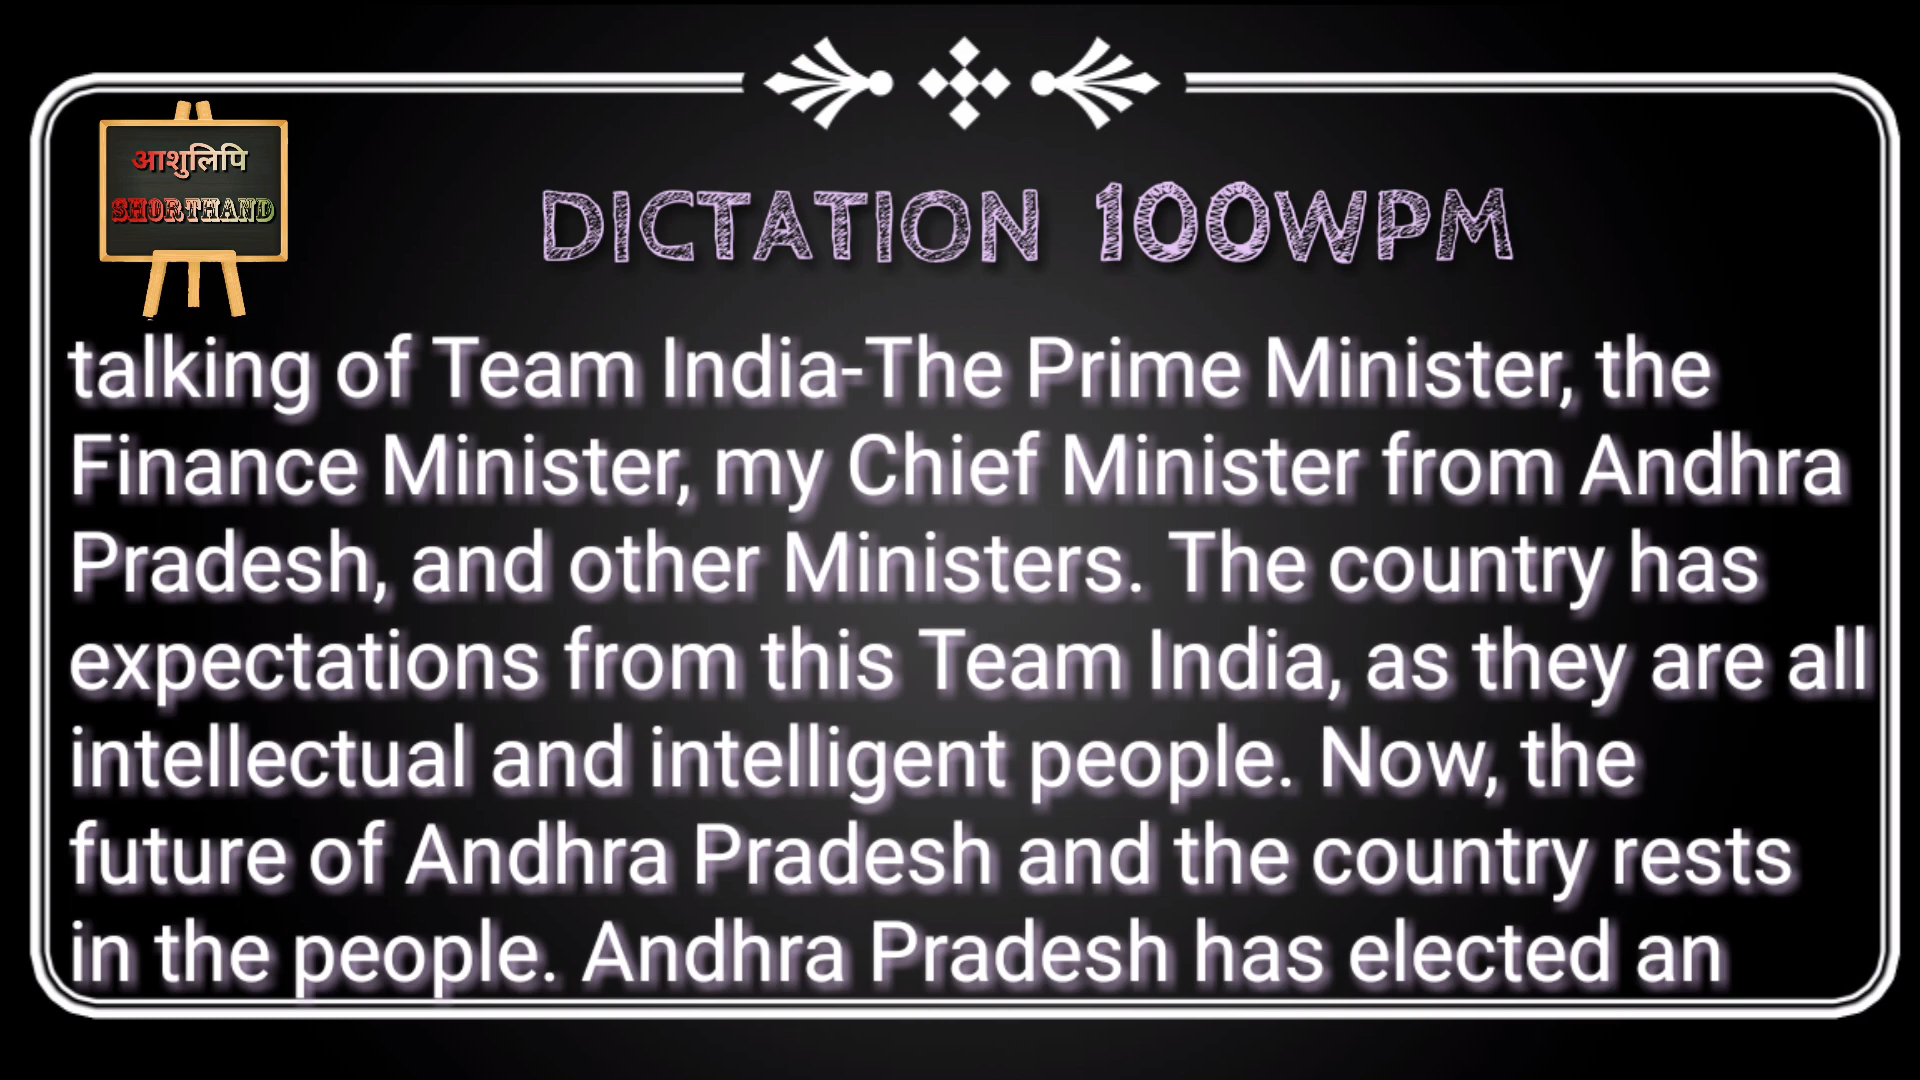 आशुलिपि
SHORTHAND
DICTATION 100WPM
talking of Team India-The Prime Minister, the
Finance Minister, my Chief Minister from Andhra
Pradesh, and other Ministers. The country has
expectations from this Team India, as they are all
intellectual and intelligent people. Now, the
future of Andhra Pradesh and the country rests
in the people. Andhra Pradesh has elected an